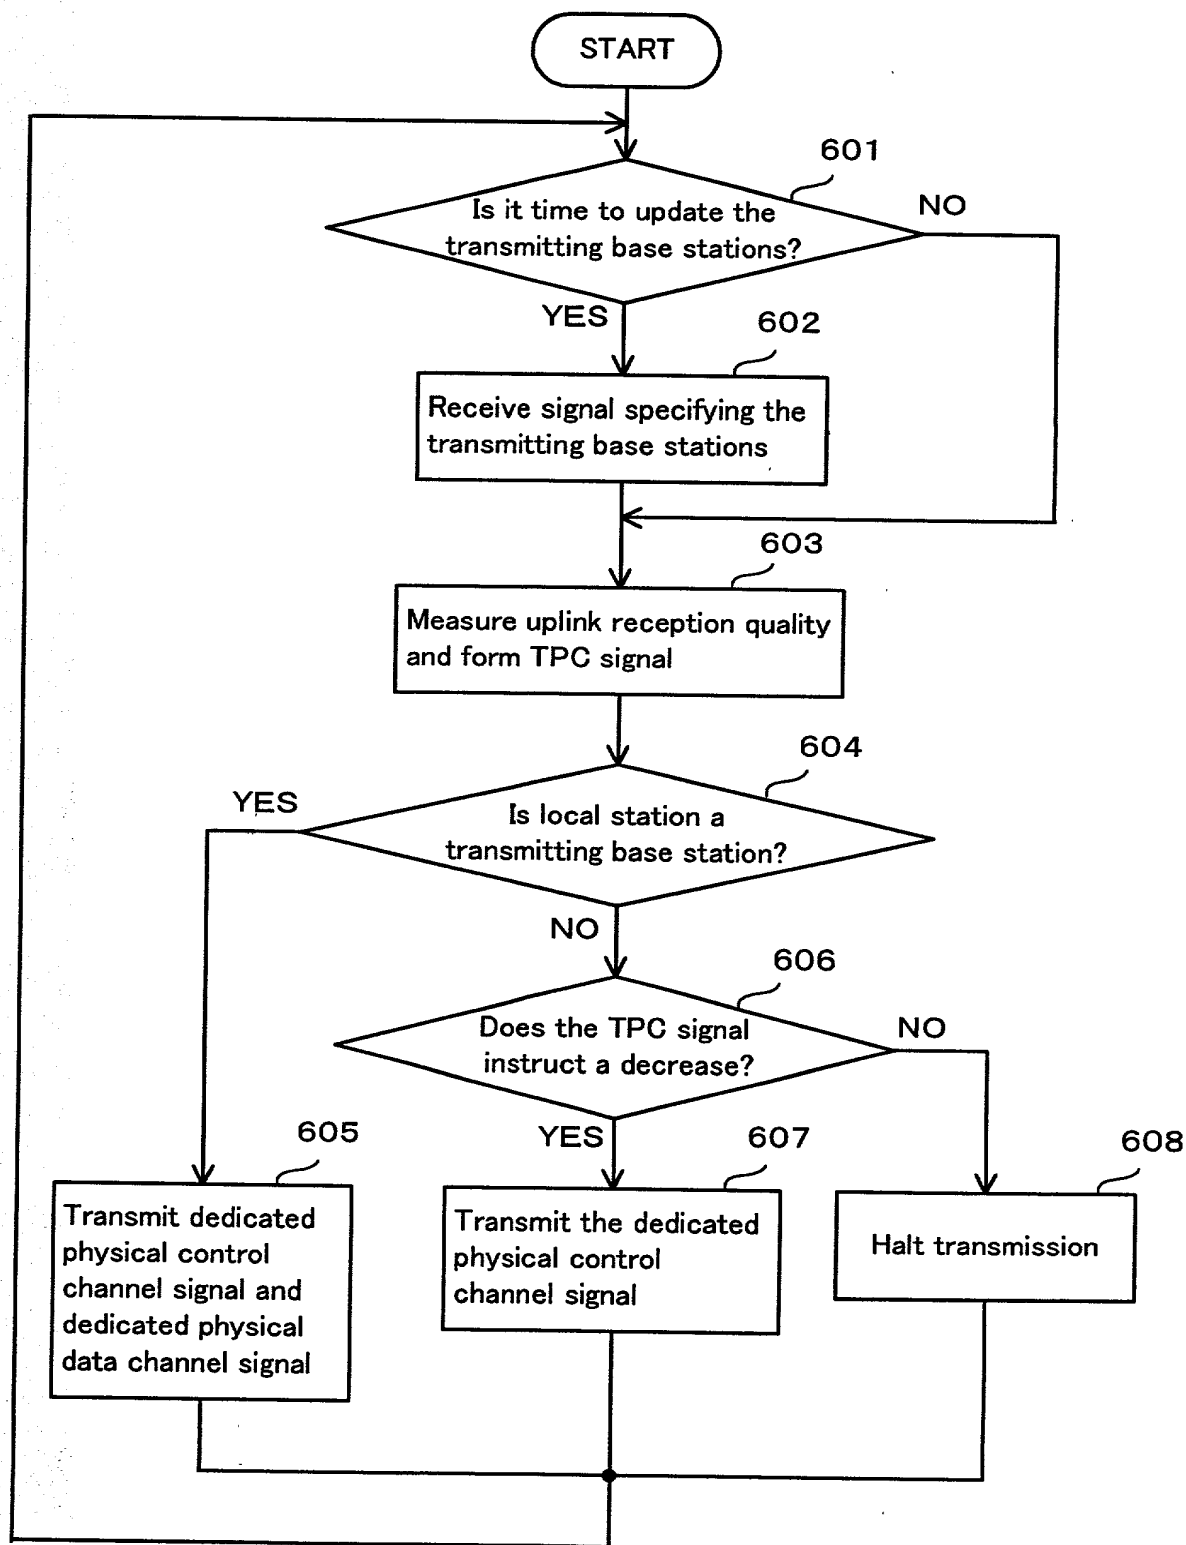 START
601
Is it time to update the
transmitting base stations?
NO
YES
602
Receive signal specifying the
transmitting base stations
603
Measure uplink reception quality
and form TPC signal
604
YES
Is local station a
transmitting base station?
NO
606
Does the TPC signal
instruct a decrease?
NO
YES
605
Transmit dedicated
physical control
channel signal and
dedicated physical
data channel signal
607
Transmit the dedicated
physical control
channel signal
608
Halt transmission